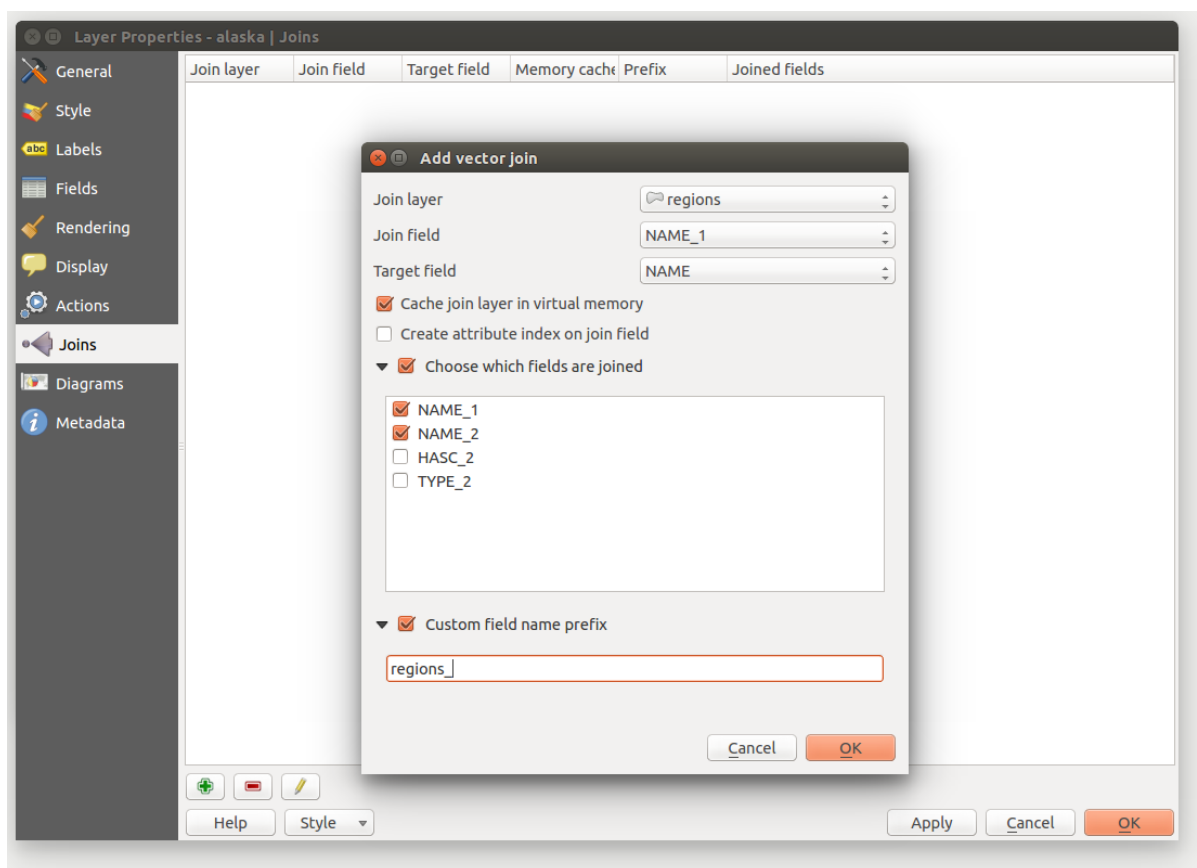 Layer Properties - alaska | Joins
General
Style
Labels
Fields
Rendering
Display
Actions
Joins
Diagrams
Metadata
Join layer Join field Target field Memory cache Prefix Joined fields
Add vector join
Join layer regions
Join field NAME_1
Target field NAME
Cache join layer in virtual memory
Create attribute index on join field
Choose which fields are joined
NAME_1
NAME_2
HASC_2
TYPE_2
Custom field name prefix
regions_
Cancel OK
Help Style Apply Cancel OK
abc